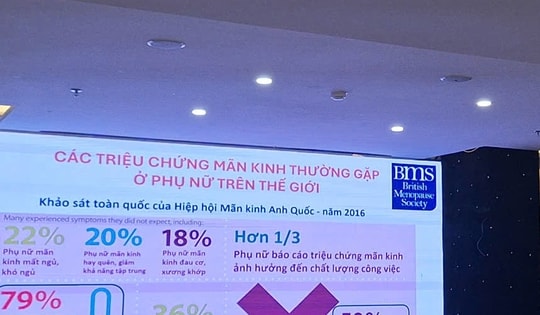 CÁC TRIỆU CHỨNG MÃN KINH THƯỜNG GẶP
Ở PHỤ NỮ TRÊN THẾ GIỚI
BMS
British
Menopause
Society
Khảo sát toàn quốc của Hiệp hội Mãn kinh Anh Quốc - năm 2016
Many experienced symptoms they did not expect, including:
22%
Phụ nữ mãn
kinh mất ngủ,
khó ngủ
20%
Phụ nữ mãn kinh
hay quên, giảm
khả năng tập trung
18%
Phụ nữ mãn
kinh đau cơ,
xương khớp
Hơn 1/3
Phụ nữ báo cáo triệu chứng mãn kinh
ảnh hưởng đến chất lượng công việc
79%
36%
50%